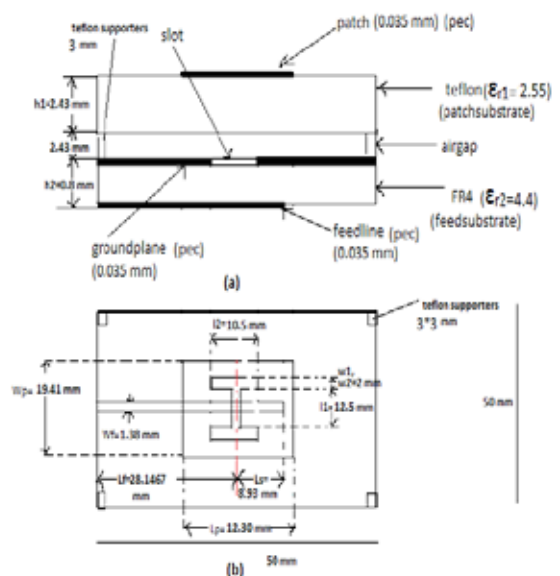 teflon supporters
3 mm
slot
patch (0.035 mm) (pec)
h1=2.43 mm
teflon(εr1 = 2.55)
(patchsubstrate)
2.43 mm
airgap
h2=0.8 mm
FR4 (εr2=4.4)
(feedsubstrate)
groundplane (pec)
(0.035 mm)
feedline (pec)
(0.035 mm)
(a)
teflon supporters
3*3 mm
l2=10.5 mm
w1,
w2=2 mm
Wp= 19.41 mm
l1=12.5 mm
Wf=1.38 mm
50 mm
Lf=28.1467
mm
Ls=
8.93 mm
Lp= 12.30 mm
50 mm
(b)